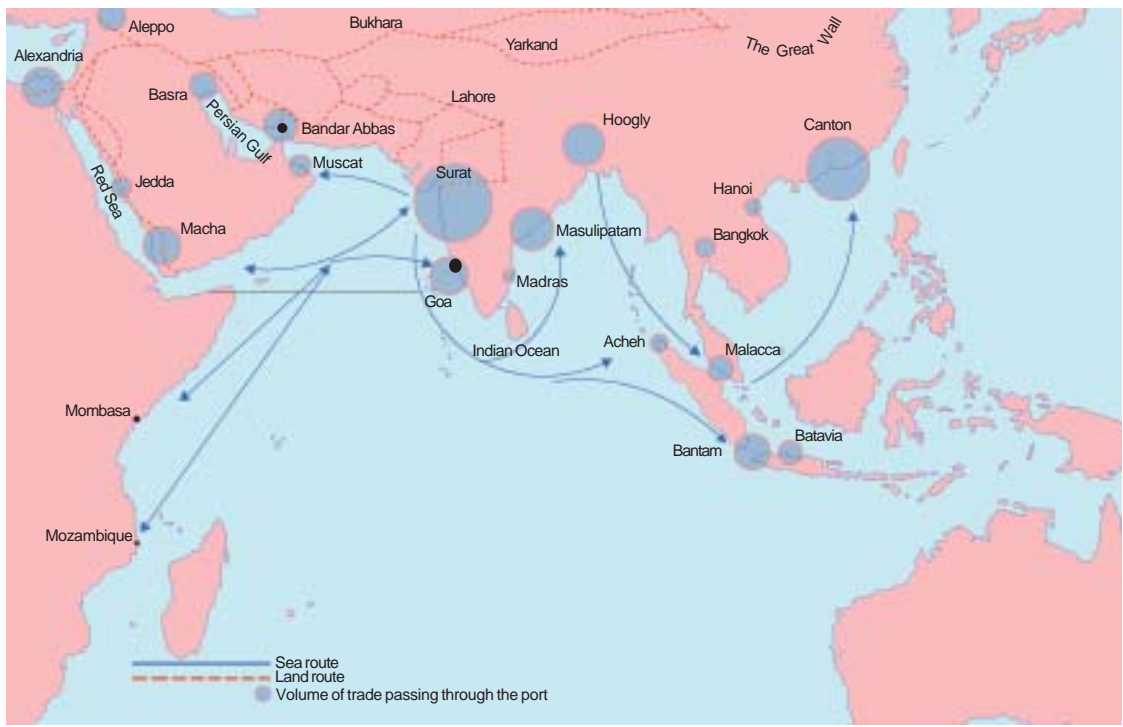 Aleppo
Bukhara
Yarkand
The Great Wall
Alexandria
Basra
Persian Gulf
Lahore
Bandar Abbas
Hoogly
Canton
Muscat
Surat
Jedda
Red Sea
Hanoi
Macha
Masulipatam
Bangkok
Madras
Goa
Indian Ocean
Acheh
Malacca
Mombasa
Batavia
Bantam
Mozambique
Sea route
Land route
Volume of trade passing through the port